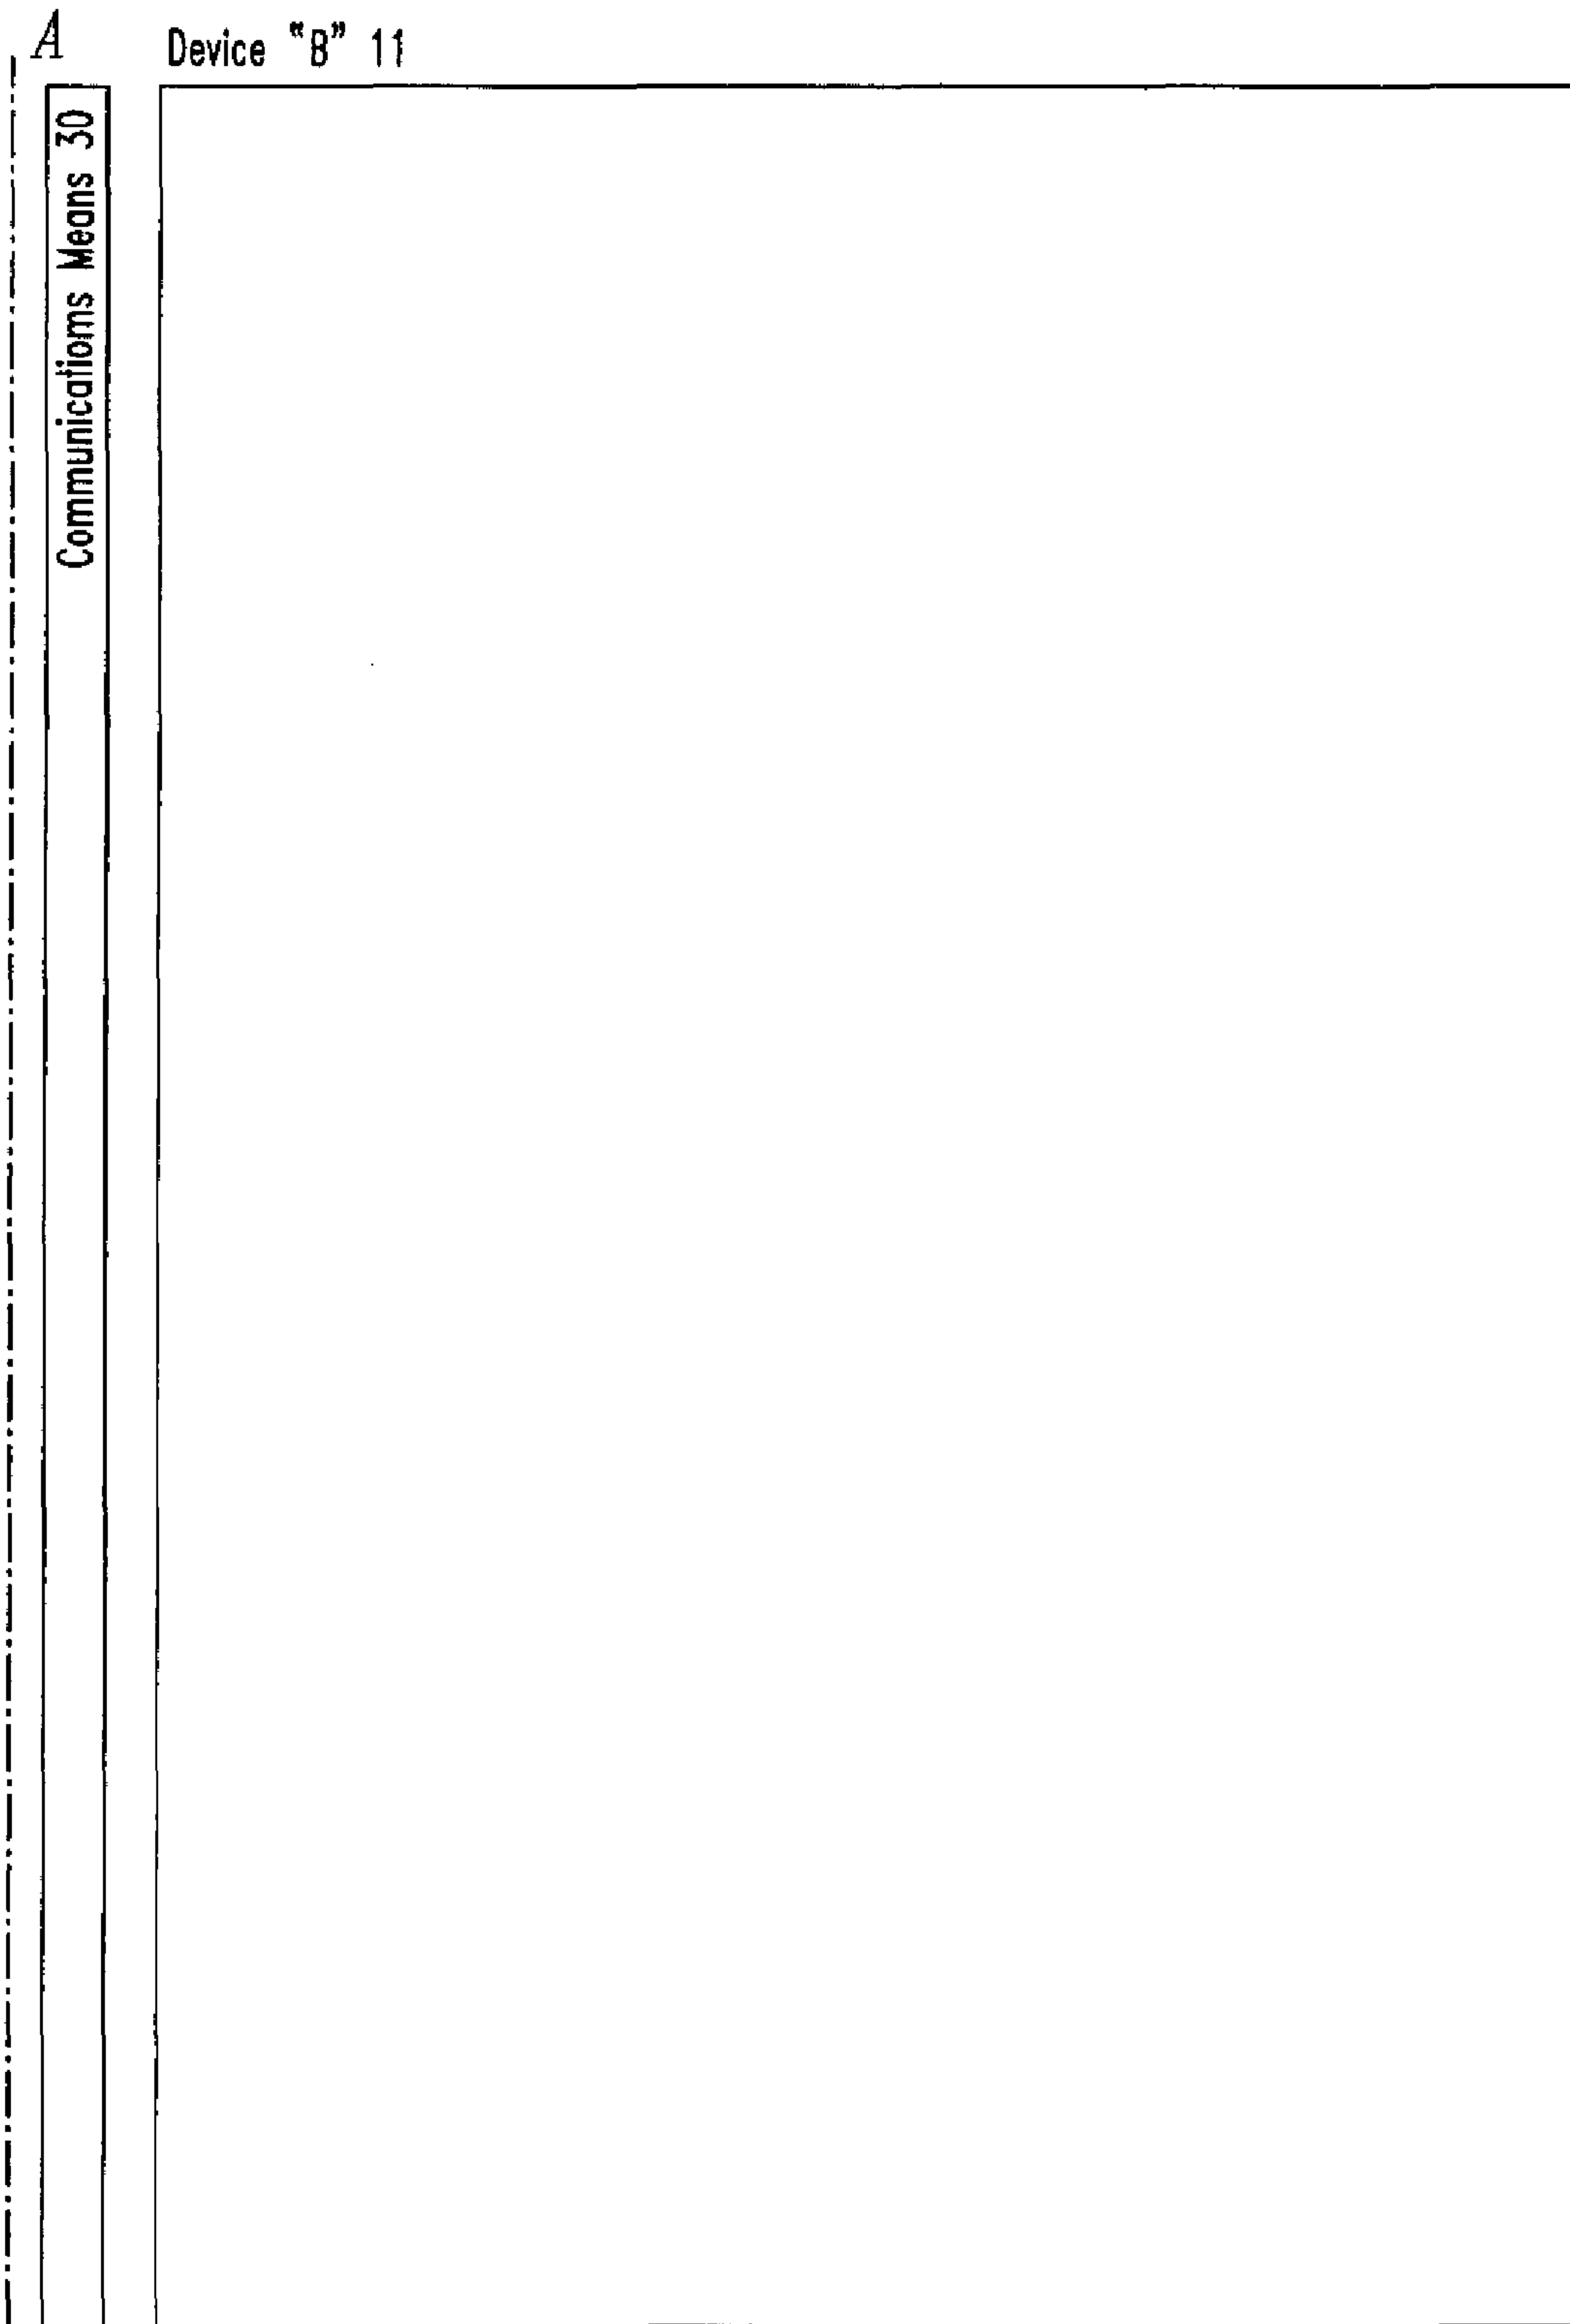 A
Device “B” 11
Communicatioms Means 30